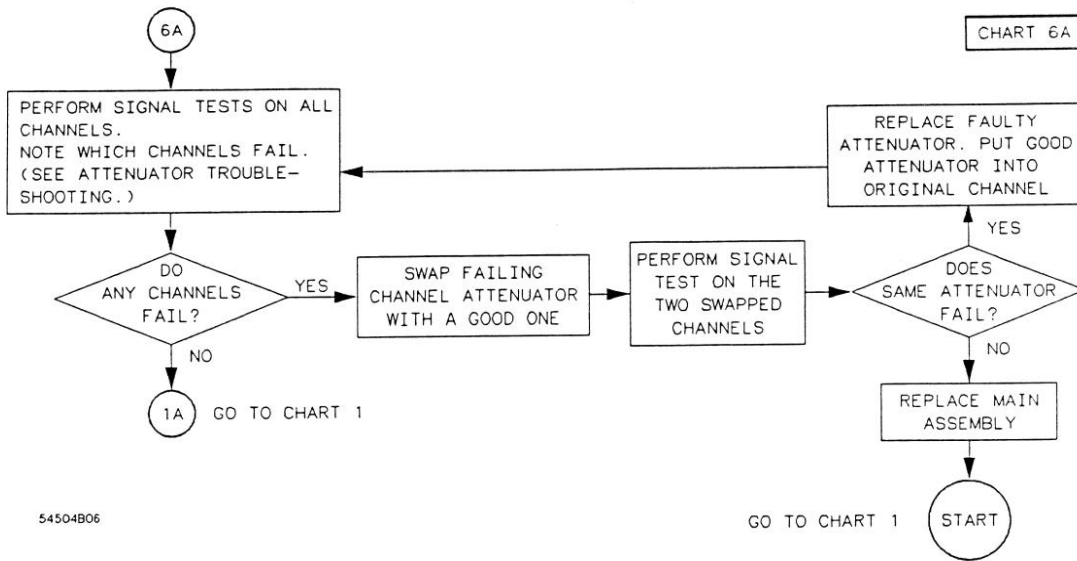 6A
CHART 6A
PERFORM SIGNAL TESTS ON ALL
CHANNELS.
NOTE WHICH CHANNELS FAIL.
(SEE ATTENUATOR TROUBLE-
SHOOTING.)
REPLACE FAULTY
ATTENUATOR. PUT GOOD
ATTENUATOR INTO
ORIGINAL CHANNEL
YES
DO
ANY CHANNELS
FAIL?
YES
SWAP FAILING
CHANNEL ATTENUATOR
WITH A GOOD ONE
PERFORM SIGNAL
TEST ON THE
TWO SWAPPED
CHANNELS
DOES
SAME ATTENUATOR
FAIL?
NO
NO
1A
GO TO CHART 1
REPLACE MAIN
ASSEMBLY
54504B06
GO TO CHART 1
START